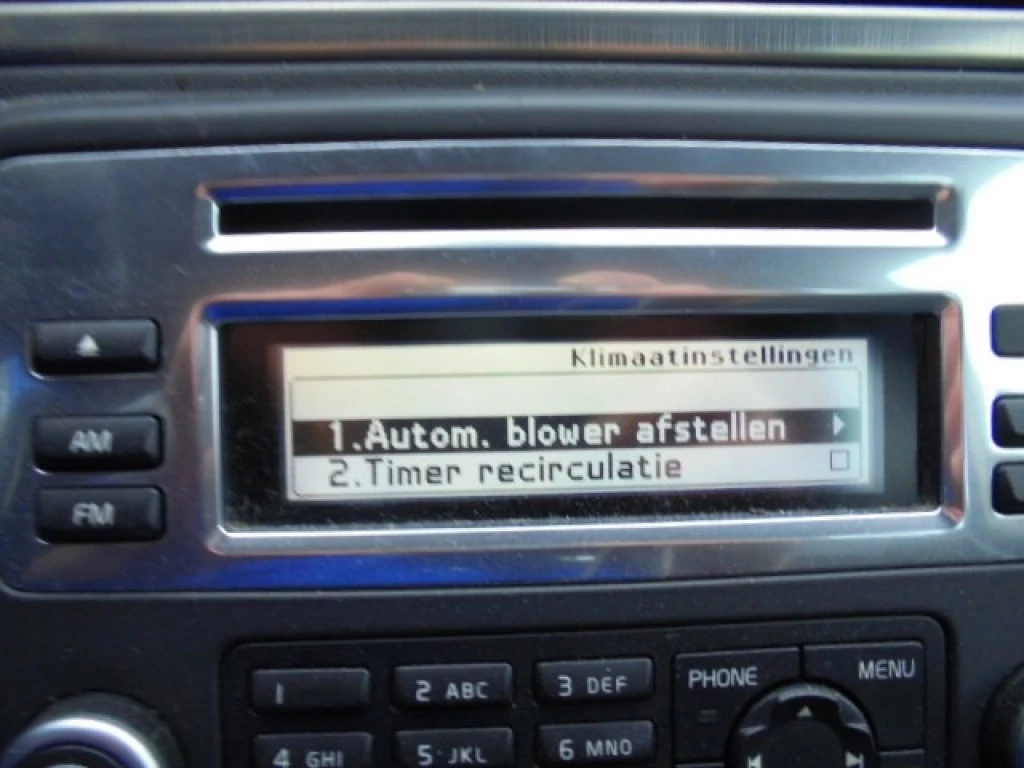 Klimaatinstellingen
1.Autom. blower afstellen
2.Timer recirculatie
AM
FM
1
2 ABC
3 DEF
PHONE
MENU
4 GHI
5 JKL
6 MNO